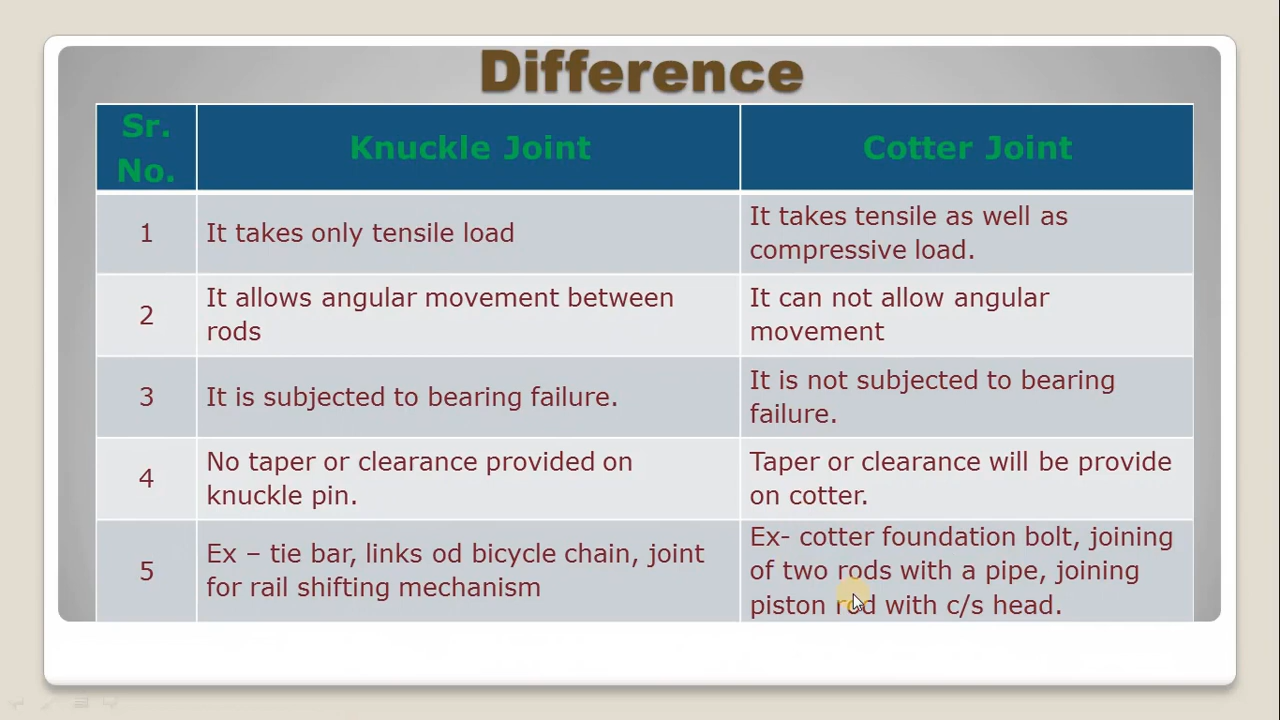 Difference
Sr.
No.
Knuckle Joint
Cotter Joint
1
It takes only tensile load
It takes tensile as well as
compressive load.
2
It allows angular movement between
rods
It can not allow angular
movement
3
It is subjected to bearing failure.
It is not subjected to bearing
failure.
4
No taper or clearance provided on
knuckle pin.
Taper or clearance will be provide
on cotter.
5
Ex – tie bar, links od bicycle chain, joint
for rail shifting mechanism
Ex- cotter foundation bolt, joining
of two rods with a pipe, joining
piston rod with c/s head.